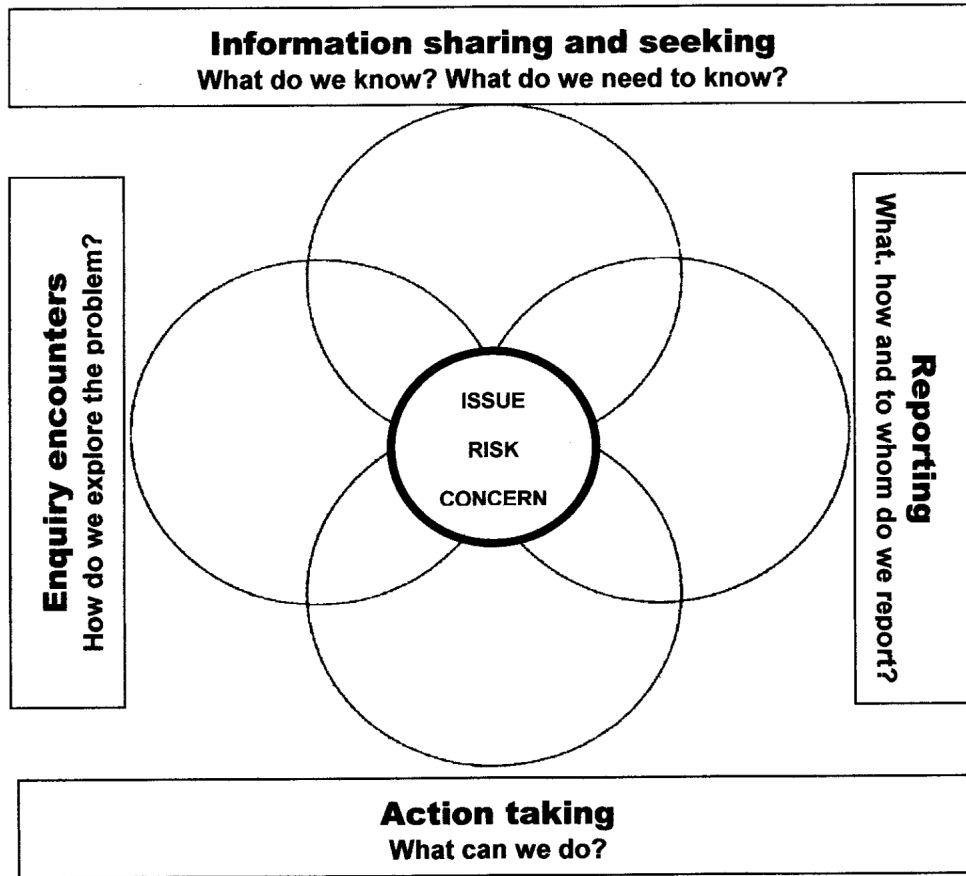 Information sharing and seeking
What do we know? What do we need to know?
Enquiry encounters
How do we explore the problem?
ISSUE
RISK
CONCERN
Reporting
What, how and to whom do we report?
Action taking
What can we do?